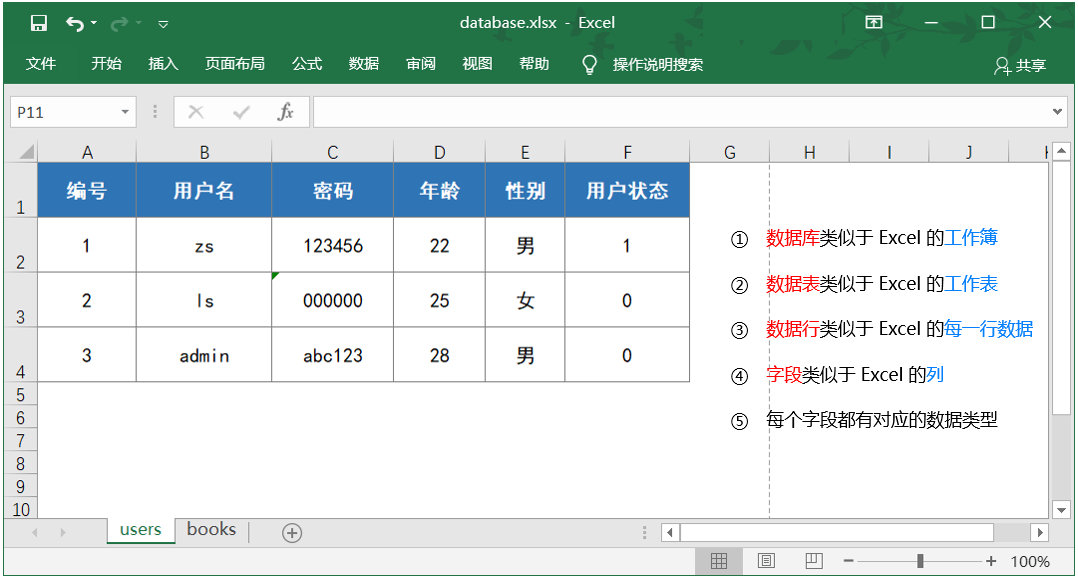 database.xlsx - Excel
文件 开始 插入 页面布局 公式 数据 审阅 视图 帮助 操作说明搜索 共享
P11 fx
A B C D E F G H I J
1 编号 用户名 密码 年龄 性别 用户状态
2 1 zs 123456 22 男 1
3 2 ls 000000 25 女 0
4 3 admin abc123 28 男 0
5
6
7
8
9
10
① 数据库类似于 Excel 的工作簿
② 数据表类似于 Excel 的工作表
③ 数据行类似于 Excel 的每一行数据
④ 字段类似于 Excel 的列
⑤ 每个字段都有对应的数据类型
users books
100%